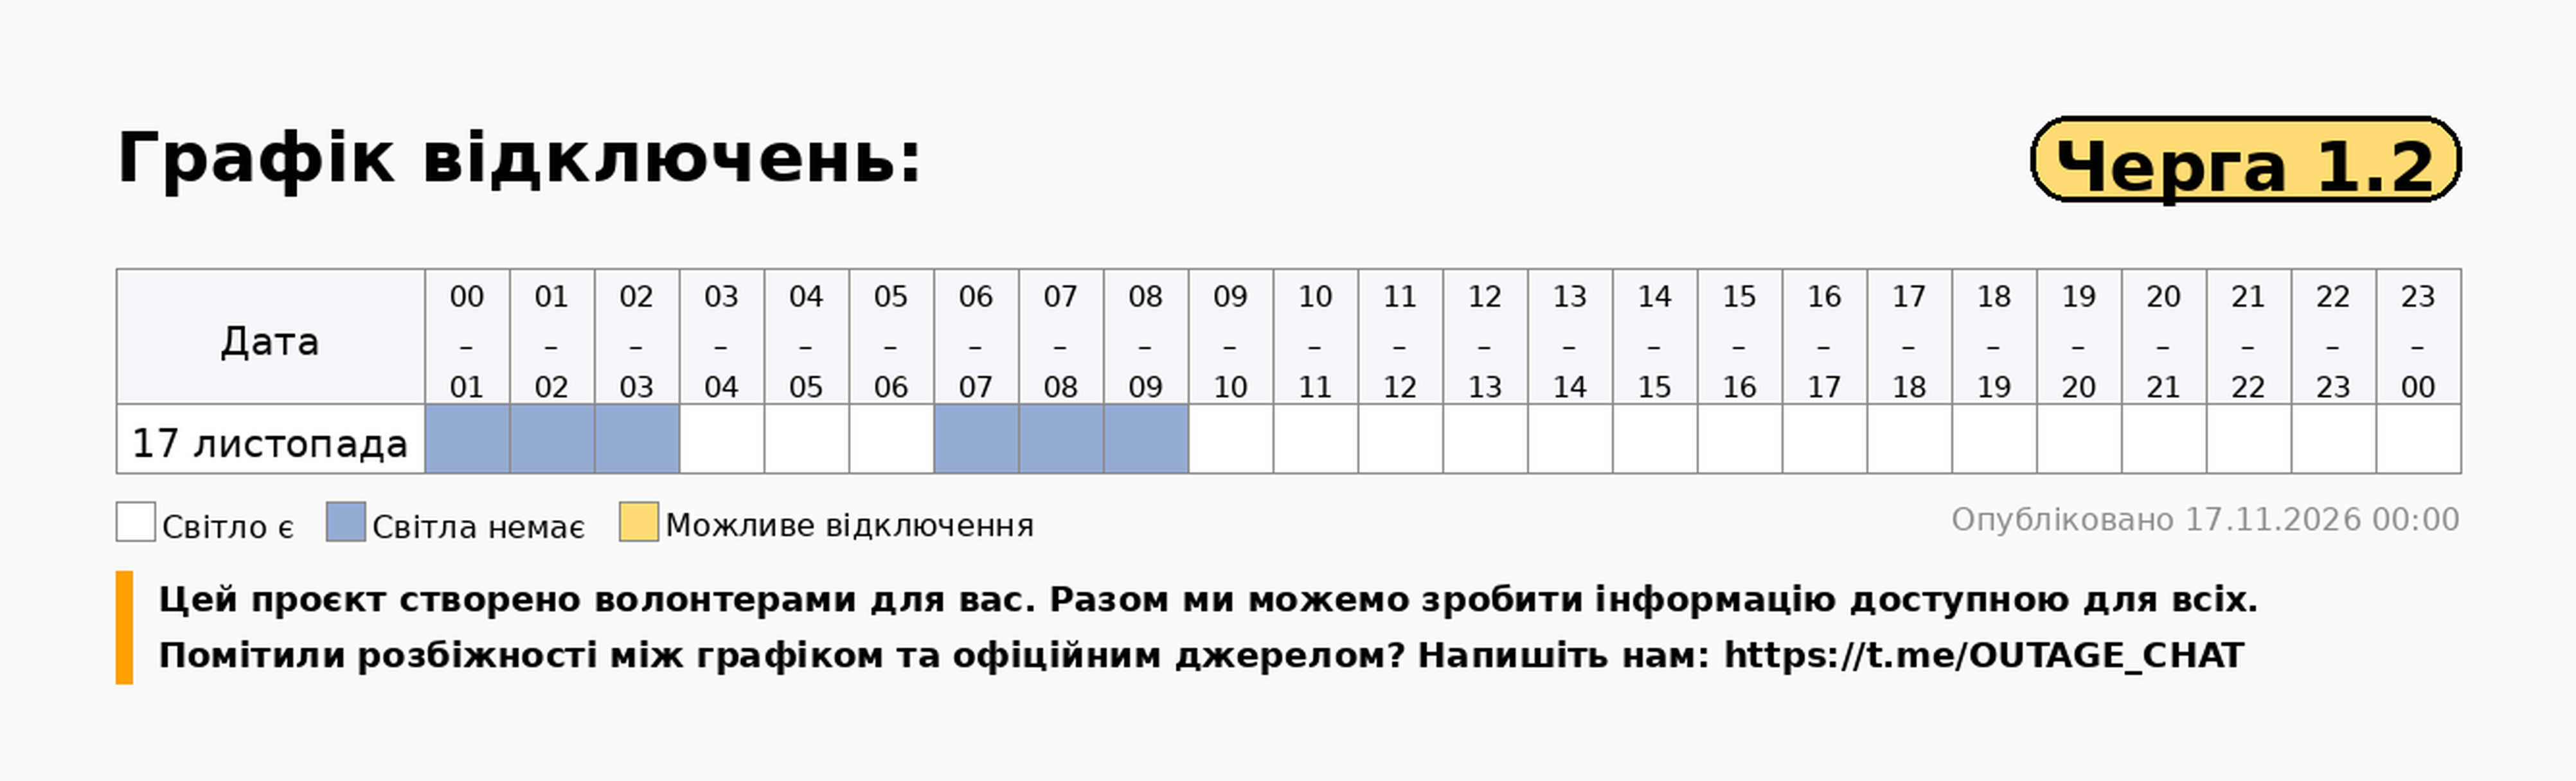 Графік відключень:
Черга 1.2
Дата 00 – 01 01 – 02 02 – 03 03 – 04 04 – 05 05 – 06 06 – 07 07 – 08 08 – 09 09 – 10 10 – 11 11 – 12 12 – 13 13 – 14 14 – 15 15 – 16 16 – 17 17 – 18 18 – 19 19 – 20 20 – 21 21 – 22 22 – 23 23 – 00
17 листопада
Світло є Світла немає Можливе відключення
Опубліковано 17.11.2026 00:00
Цей проєкт створено волонтерами для вас. Разом ми можемо зробити інформацію доступною для всіх.
Помітили розбіжності між графіком та офіційним джерелом? Напишіть нам: https://t.me/OUTAGE_CHAT